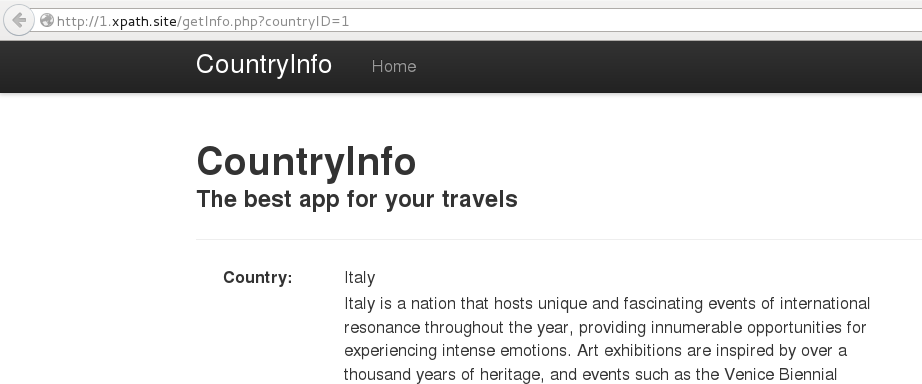 http://1.xpath.site/getInfo.php?countryID=1
CountryInfo Home
CountryInfo
The best app for your travels
Country: Italy
Italy is a nation that hosts unique and fascinating events of international
resonance throughout the year, providing innumerable opportunities for
experiencing intense emotions. Art exhibitions are inspired by over a
thousand years of heritage, and events such as the Venice Biennial